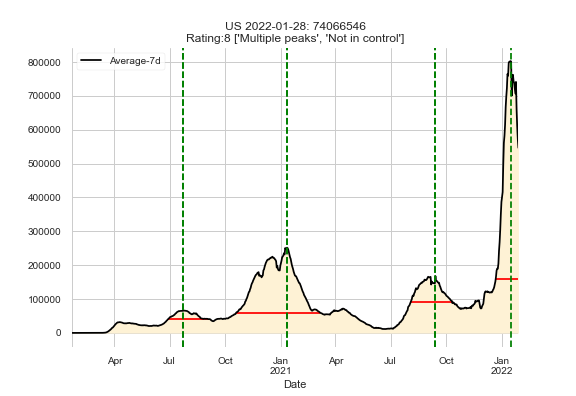 US 2022-01-28: 74066546
Rating:8 ['Multiple peaks', 'Not in control']
Average-7d
800000
700000
600000
500000
400000
300000
200000
100000
0
Apr Jul Oct Jan Apr Jul Oct Jan
2021 2022
Date